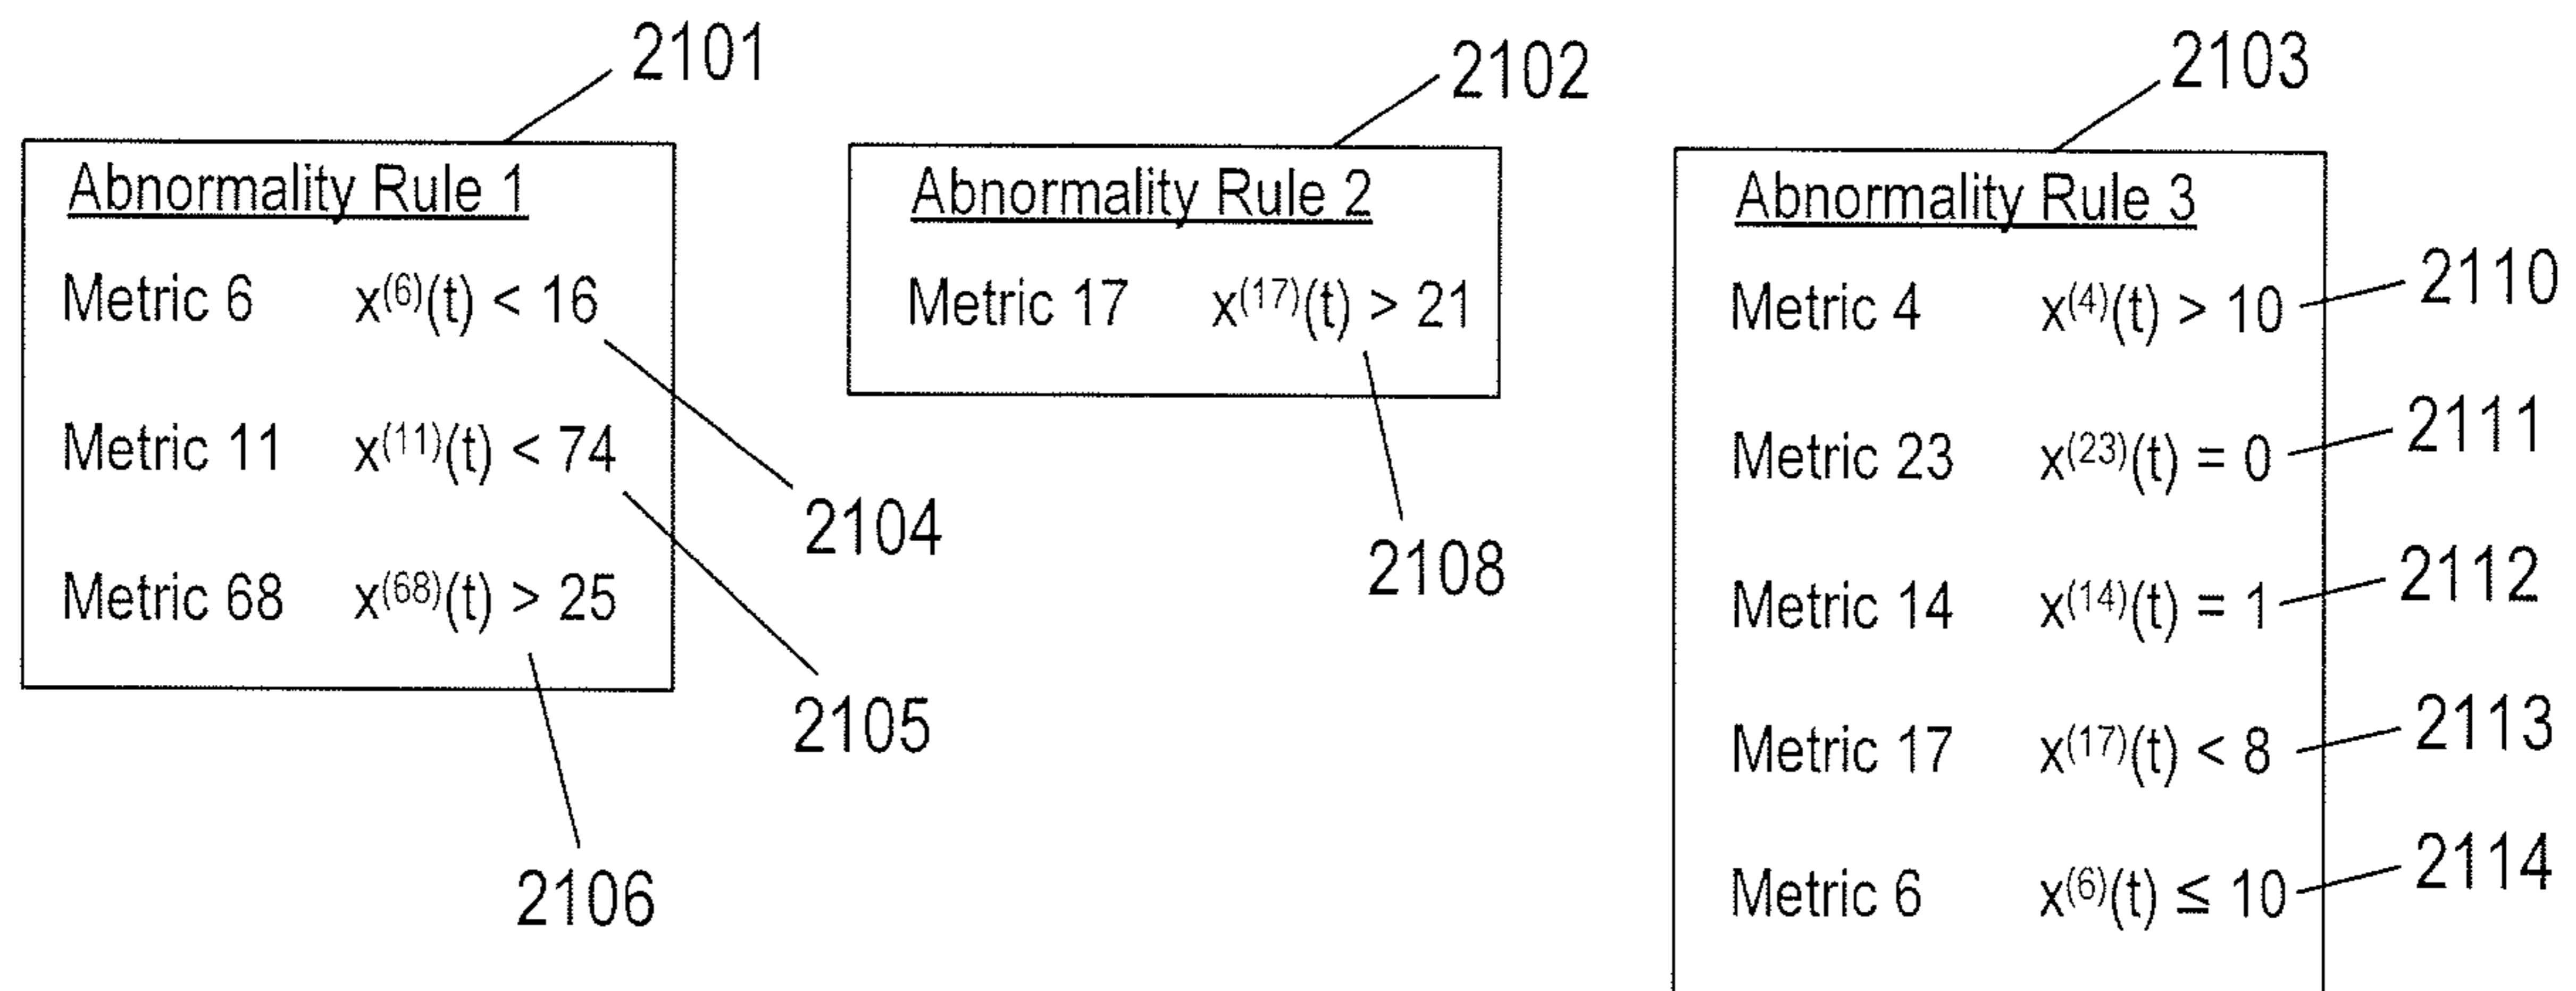 2101
2102
2103
Abnormality Rule 1
Metric 6 x⁽⁶⁾(t) < 16
Metric 11 x⁽¹¹⁾(t) < 74
Metric 68 x⁽⁶⁸⁾(t) > 25
2104
2105
2106
Abnormality Rule 2
Metric 17 x⁽¹⁷⁾(t) > 21
2108
Abnormality Rule 3
Metric 4 x⁽⁴⁾(t) > 10 2110
Metric 23 x⁽²³⁾(t) = 0 2111
Metric 14 x⁽¹⁴⁾(t) = 1 2112
Metric 17 x⁽¹⁷⁾(t) < 8 2113
Metric 6 x⁽⁶⁾(t) ≤ 10 2114